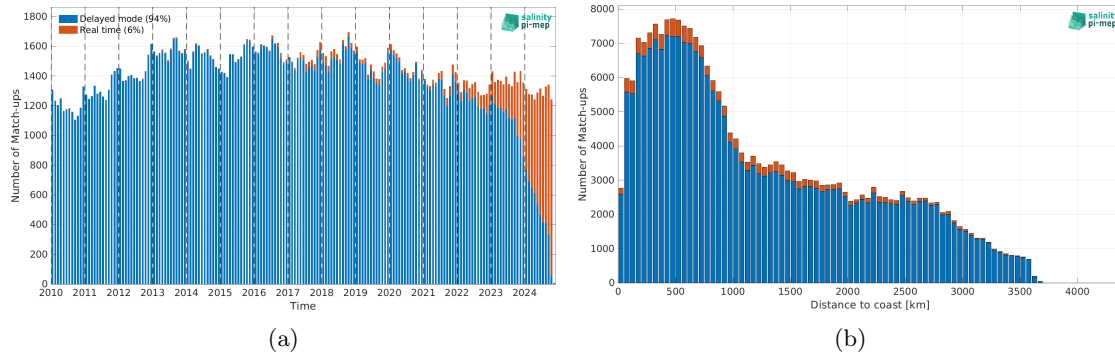 Delayed mode (94%)
Real time (6%)
salinity
pi-mep
1800
1600
1400
1200
1000
800
600
400
200
0
Number of Match-ups
2010 2011 2012 2013 2014 2015 2016 2017 2018 2019 2020 2021 2022 2023 2024
Time
(a)
salinity
pi-mep
8000
7000
6000
5000
4000
3000
2000
1000
0
Number of Match-ups
0 500 1000 1500 2000 2500 3000 3500 4000
Distance to coast [km]
(b)